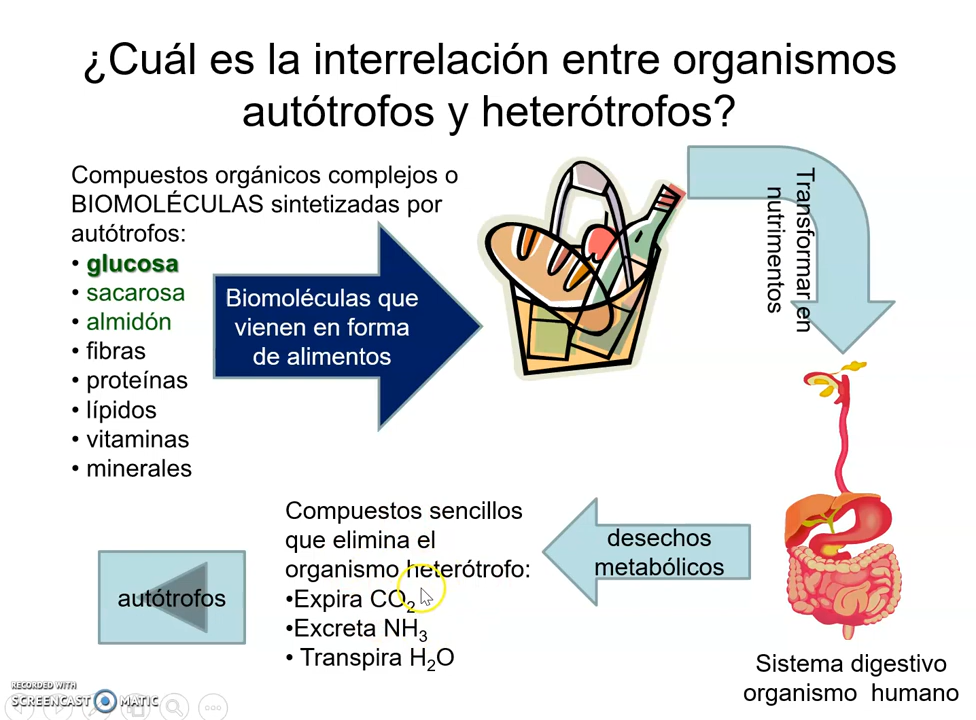 ¿Cuál es la interrelación entre organismos
autótrofos y heterótrofos?
Compuestos orgánicos complejos o
BIOMOLÉCULAS sintetizadas por
autótrofos:
• glucosa
• sacarosa
• almidón
• fibras
• proteínas
• lípidos
• vitaminas
• minerales
Biomoléculas que
vienen en forma
de alimentos
Transformar en
nutrimentos
Sistema digestivo
organismo humano
desechos
metabólicos
Compuestos sencillos
que elimina el
organismo heterótrofo:
•Expira CO₂
•Excreta NH₃
• Transpira H₂O
autótrofos
RECORDED WITH
SCREENCAST MATIC